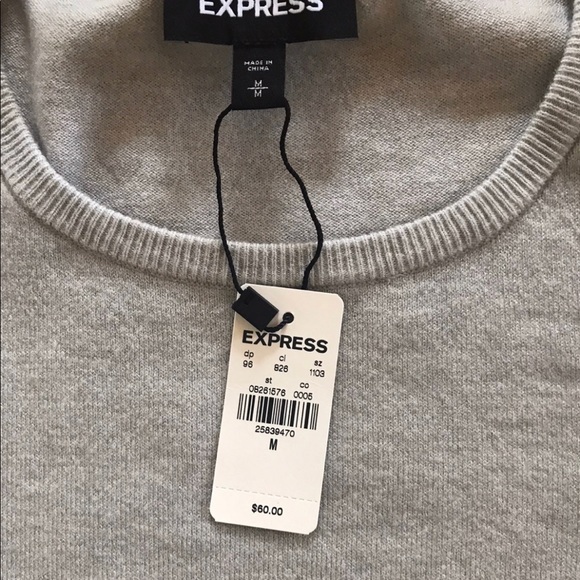 EXPRESS
MADE IN
CHINA
M
M
EXPRESS
dp cl sz
96 826 1103
st co
08261576 0005
25839470
M
$60.00